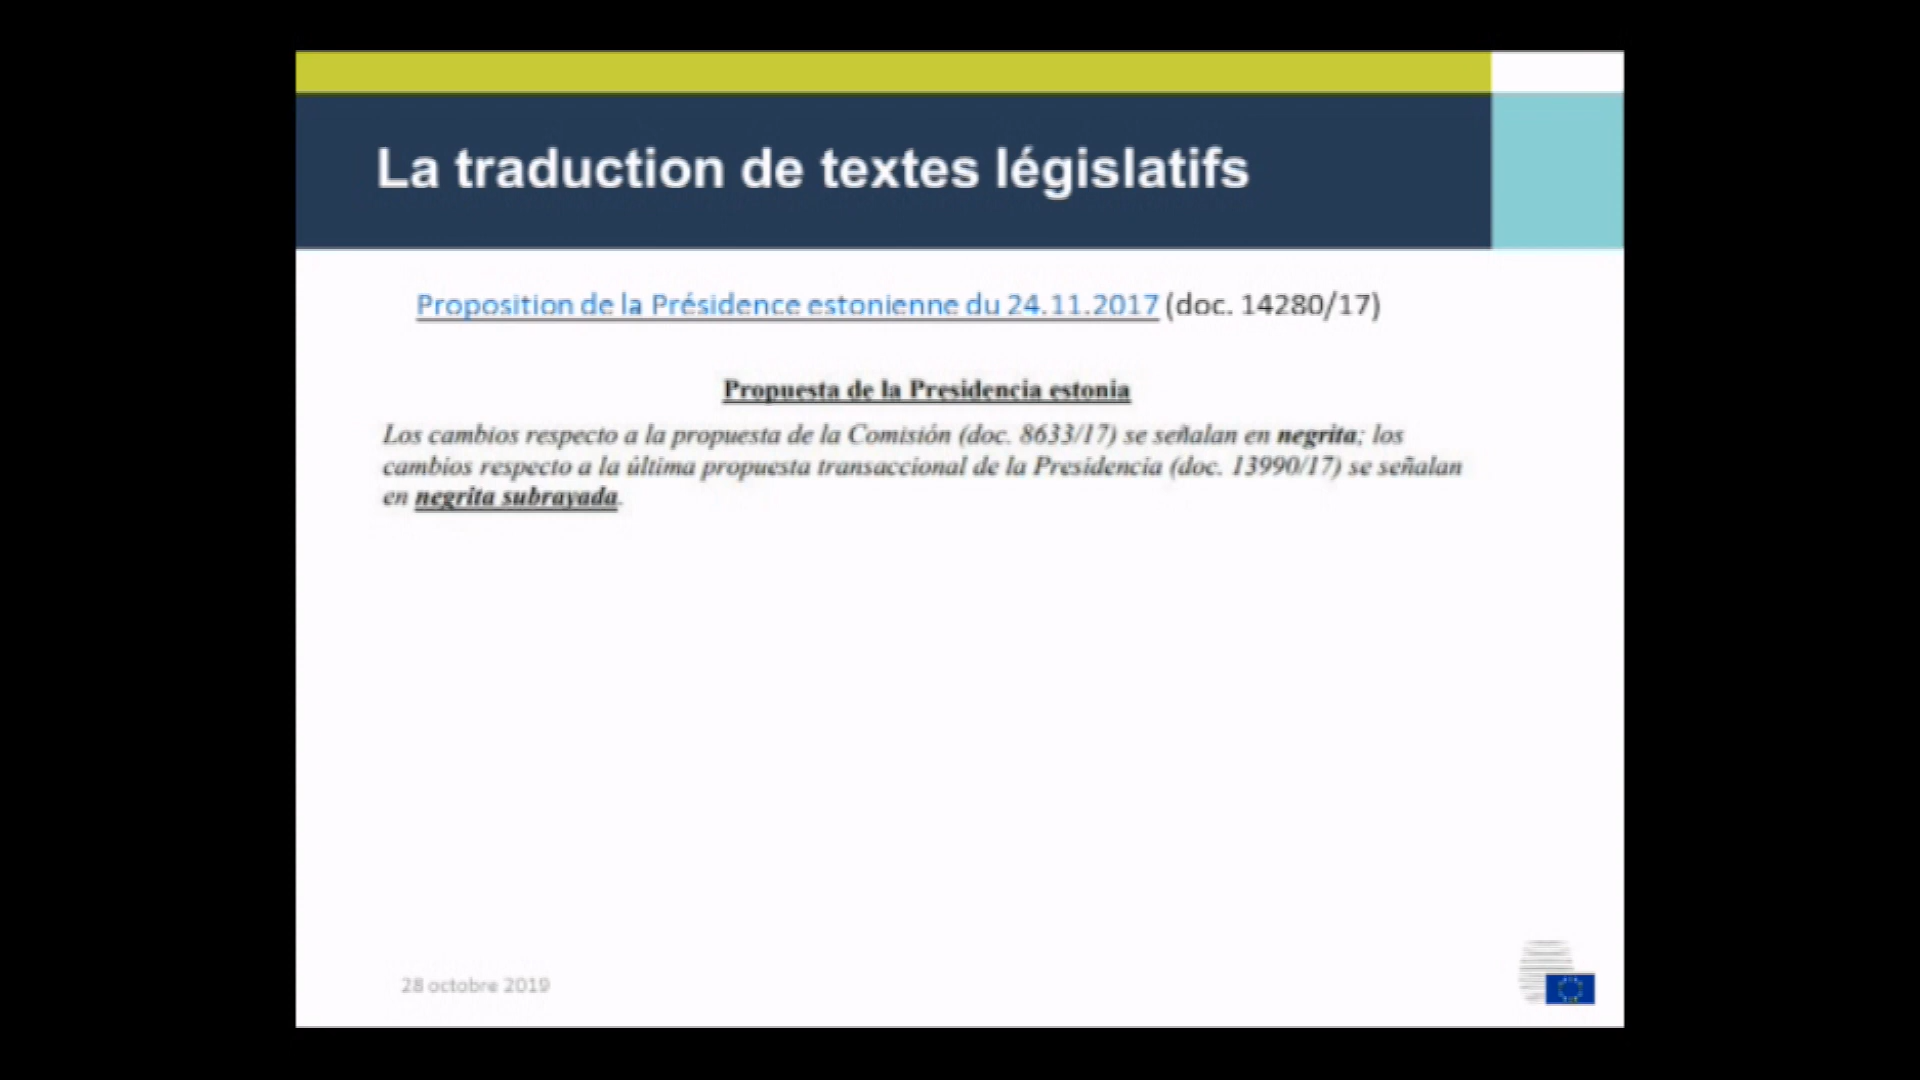 La traduction de textes législatifs
Proposition de la Présidence estonienne du 24.11.2017 (doc. 14280/17)
Propuesta de la Presidencia estonia
Los cambios respecto a la propuesta de la Comisión (doc. 8633/17) se señalan en negrita; los
cambios respecto a la última propuesta transaccional de la Presidencia (doc. 13990/17) se señalan
en negrita subrayada.
28 octobre 2019